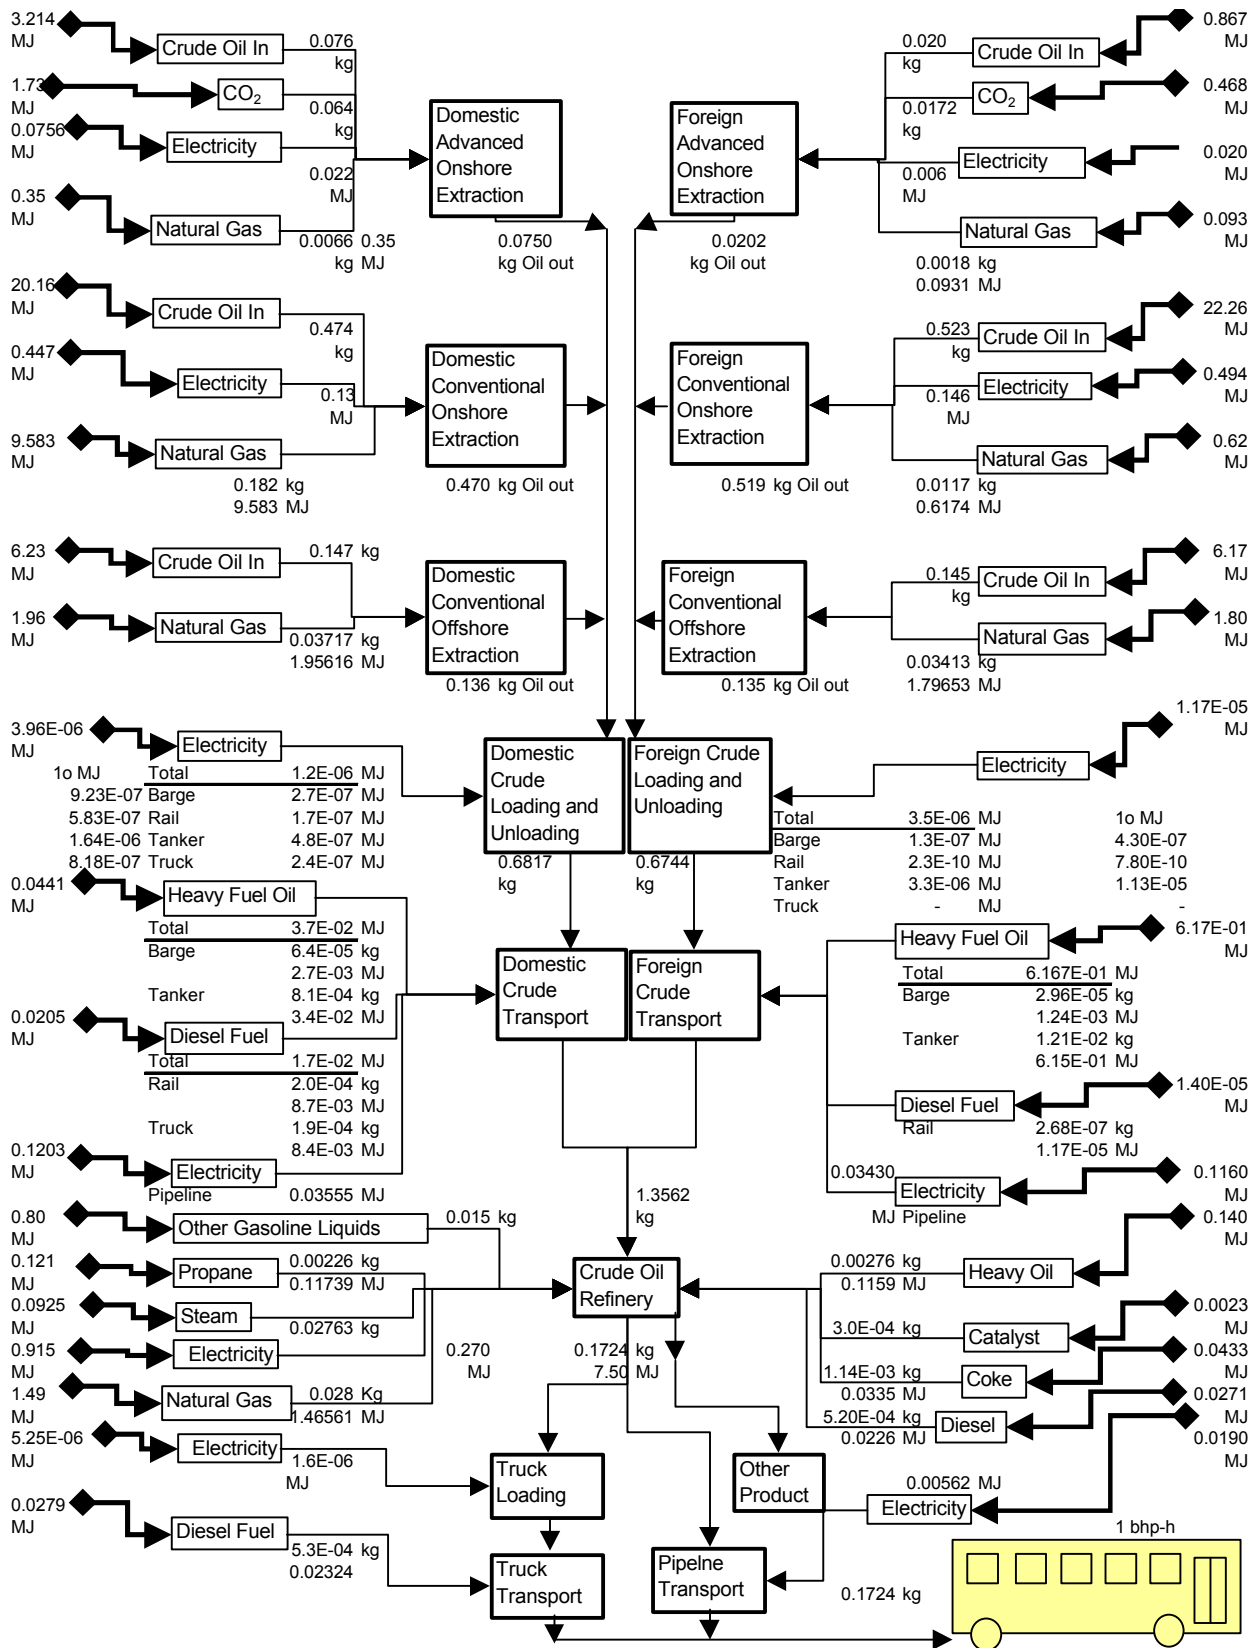 3.214
MJ
Crude Oil In
0.076
kg
1.73
MJ
CO2
0.064
kg
0.0756
MJ
Electricity
0.022
MJ
0.35
MJ
Natural Gas
0.0066 0.35
kg MJ
Domestic
Advanced
Onshore
Extraction
0.0750
kg Oil out
0.867
MJ
Crude Oil In
0.020
kg
0.468
MJ
CO2
0.0172
kg
0.020
MJ
Electricity
0.006
MJ
0.093
MJ
Natural Gas
0.0018 kg
0.0931 MJ
Foreign
Advanced
Onshore
Extraction
0.0202
kg Oil out
20.16
MJ
Crude Oil In
0.474
kg
0.447
MJ
Electricity
0.13
MJ
9.583
MJ
Natural Gas
0.182 kg
9.583 MJ
Domestic
Conventional
Onshore
Extraction
0.470 kg Oil out
22.26
MJ
Crude Oil In
0.523
kg
0.494
MJ
Electricity
0.146
MJ
0.62
MJ
Natural Gas
0.0117 kg
0.6174 MJ
Foreign
Conventional
Onshore
Extraction
0.519 kg Oil out
6.23
MJ
Crude Oil In
0.147 kg
1.96
MJ
Natural Gas
0.03717 kg
1.95616 MJ
Domestic
Conventional
Offshore
Extraction
0.136 kg Oil out
6.17
MJ
Crude Oil In
0.145
kg
1.80
MJ
Natural Gas
0.03413 kg
1.79653 MJ
Foreign
Conventional
Offshore
Extraction
0.135 kg Oil out
3.96E-06
MJ
Electricity
1o MJ Total 1.2E-06 MJ
9.23E-07 Barge 2.7E-07 MJ
5.83E-07 Rail 1.7E-07 MJ
1.64E-06 Tanker 4.8E-07 MJ
8.18E-07 Truck 2.4E-07 MJ
Domestic
Crude
Loading and
Unloading
0.6817
kg
Foreign Crude
Loading and
Unloading
0.6744
kg
1.17E-05
MJ
Electricity
Total 3.5E-06 MJ 1o MJ
Barge 1.3E-07 MJ 4.30E-07
Rail 2.3E-10 MJ 7.80E-10
Tanker 3.3E-06 MJ 1.13E-05
Truck - MJ -
0.0441
MJ
Heavy Fuel Oil
Total 3.7E-02 MJ
Barge 6.4E-05 kg
2.7E-03 MJ
Tanker 8.1E-04 kg
3.4E-02 MJ
0.0205
MJ
Diesel Fuel
Total 1.7E-02 MJ
Rail 2.0E-04 kg
8.7E-03 MJ
Truck 1.9E-04 kg
8.4E-03 MJ
0.1203
MJ
Electricity
Pipeline 0.03555 MJ
Domestic
Crude
Transport
Foreign
Crude
Transport
6.17E-01
MJ
Heavy Fuel Oil
Total 6.167E-01 MJ
Barge 2.96E-05 kg
1.24E-03 MJ
Tanker 1.21E-02 kg
6.15E-01 MJ
1.40E-05
MJ
Diesel Fuel
Rail 2.68E-07 kg
1.17E-05 MJ
0.1160
MJ
0.03430
Electricity
MJ Pipeline
1.3562
kg
0.80
MJ
Other Gasoline Liquids
0.015 kg
0.121
MJ
Propane
0.00226 kg
0.11739 MJ
0.0925
MJ
Steam
0.02763 kg
0.915
MJ
Electricity
0.270
MJ
1.49
MJ
Natural Gas
0.028 Kg
1.46561 MJ
Crude Oil
Refinery
0.1724 kg
7.50 MJ
0.140
MJ
Heavy Oil
0.00276 kg
0.1159 MJ
0.0023
MJ
Catalyst
3.0E-04 kg
0.0433
MJ
Coke
1.14E-03 kg
0.0335 MJ
0.0271
MJ
Diesel
5.20E-04 kg
0.0226 MJ
0.0190
MJ
5.25E-06
MJ
Electricity
1.6E-06
MJ
Truck
Loading
Other
Product
0.00562 MJ
Electricity
0.0279
MJ
Diesel Fuel
5.3E-04 kg
0.02324
Truck
Transport
Pipelne
Transport
0.1724 kg
1 bhp-h